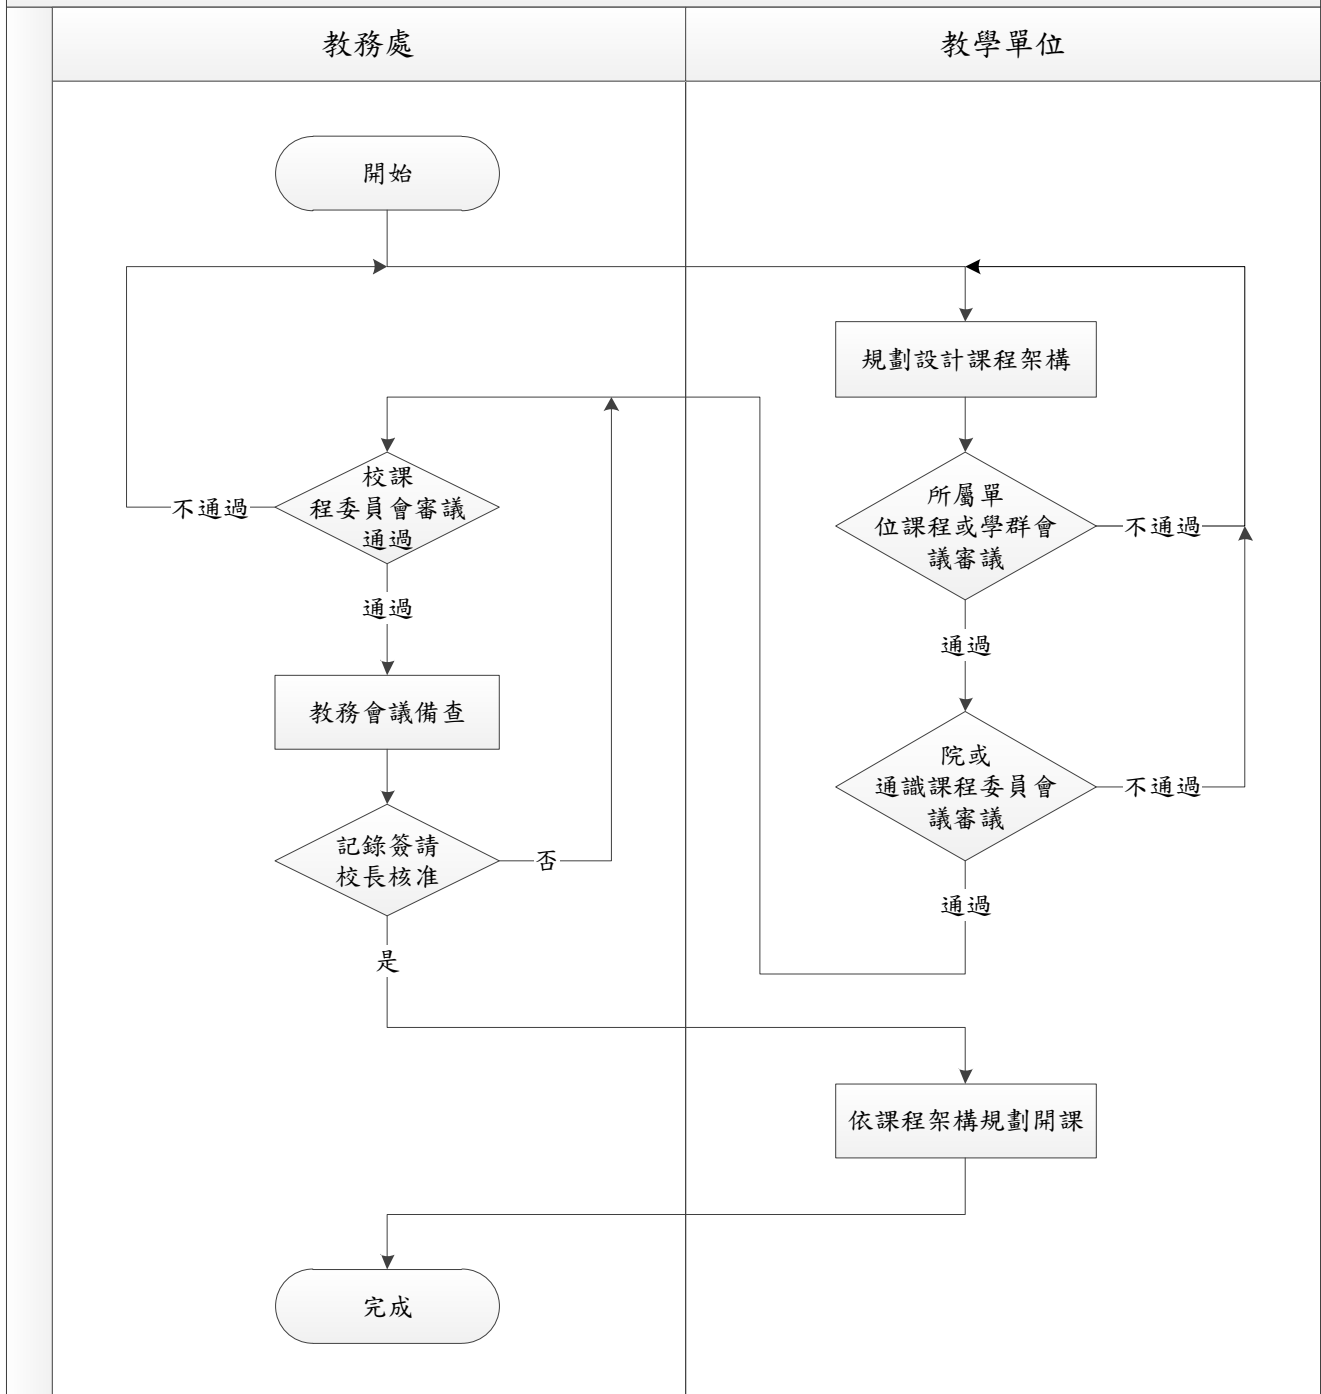 教務處
教學單位
開始
規劃設計課程架構
校課
程委員會審議
通過
不通過
所屬單
位課程或學群會
議審議
不通過
通過
通過
教務會議備查
院或
通識課程委員會
議審議
不通過
記錄簽請
校長核准
否
通過
是
依課程架構規劃開課
完成